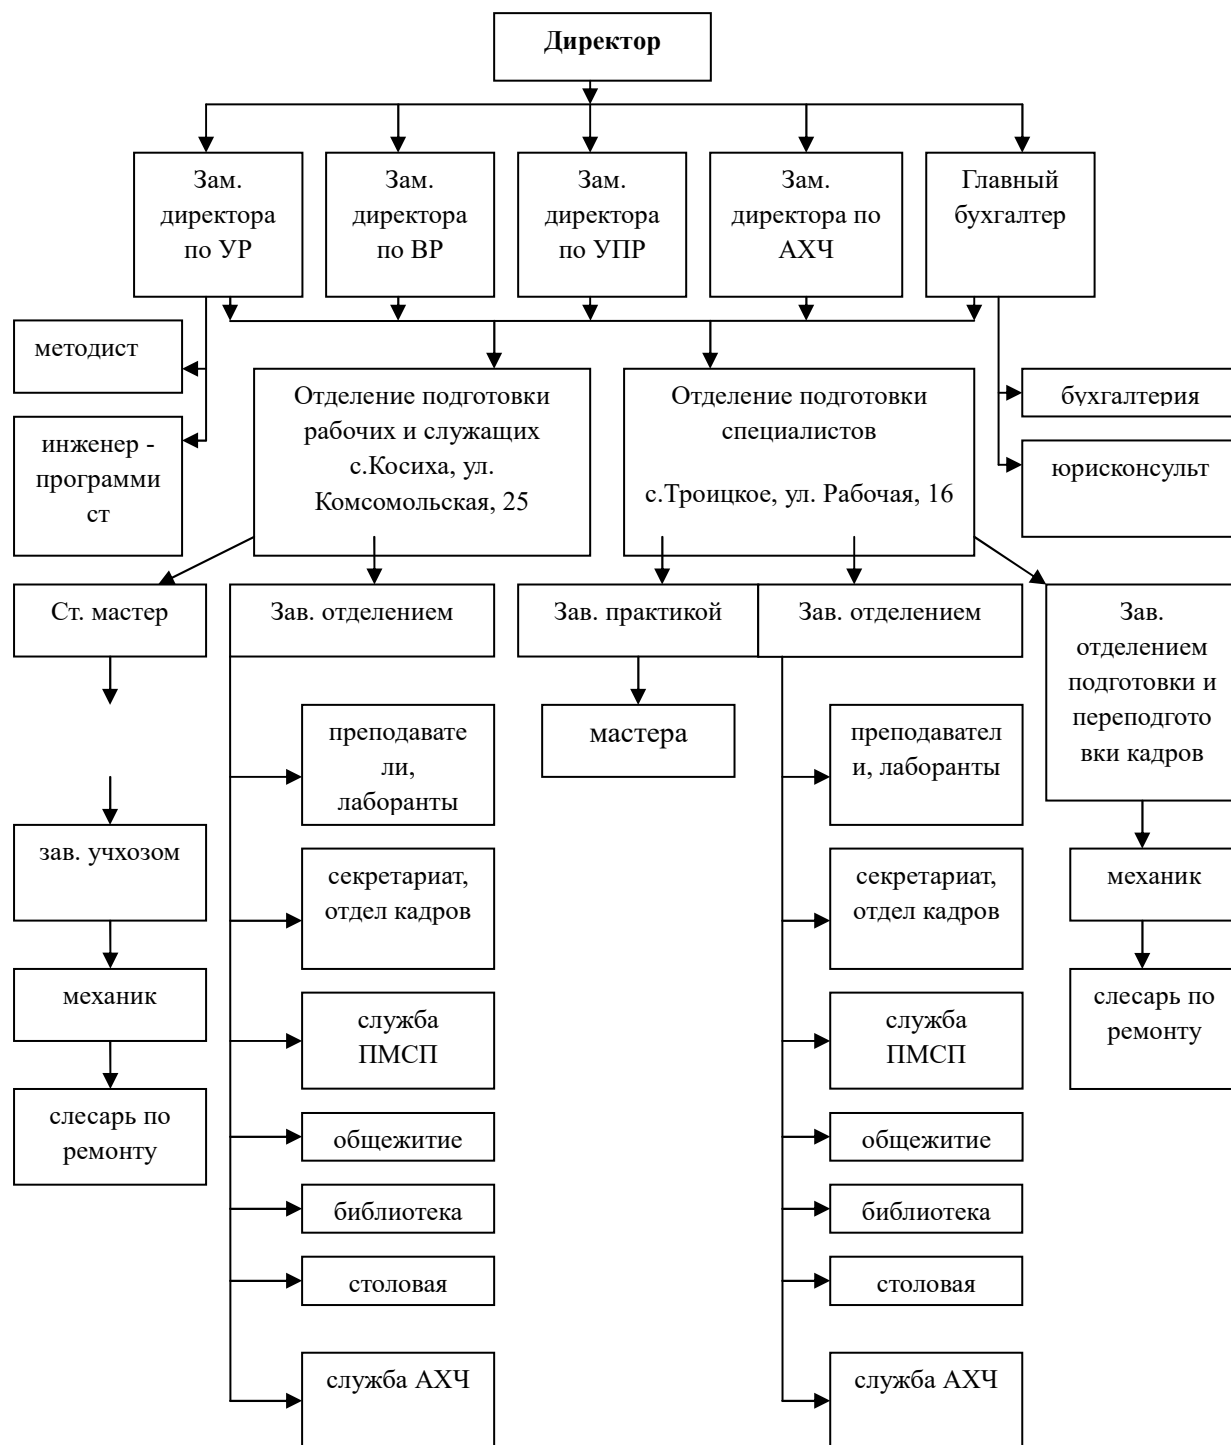 Директор
Зам.
директора
по УР
Зам.
директора
по ВР
Зам.
директора
по УПР
Зам.
директора по
АХЧ
Главный
бухгалтер
методист
инженер -
программи
ст
Отделение подготовки
рабочих и служащих
с.Косиха, ул.
Комсомольская, 25
Отделение подготовки
специалистов
с.Троицкое, ул. Рабочая, 16
бухгалтерия
юрисконсульт
Ст. мастер
Зав. отделением
Зав. практикой
Зав. отделением
Зав.
отделением
подготовки и
переподгото
вки кадров
преподавате
ли,
лаборанты
мастера
преподавател
и, лаборанты
зав. учхозом
секретариат,
отдел кадров
секретариат,
отдел кадров
механик
механик
служба
ПМСП
служба
ПМСП
слесарь по
ремонту
слесарь по
ремонту
общежитие
общежитие
библиотека
библиотека
столовая
столовая
служба АХЧ
служба АХЧ